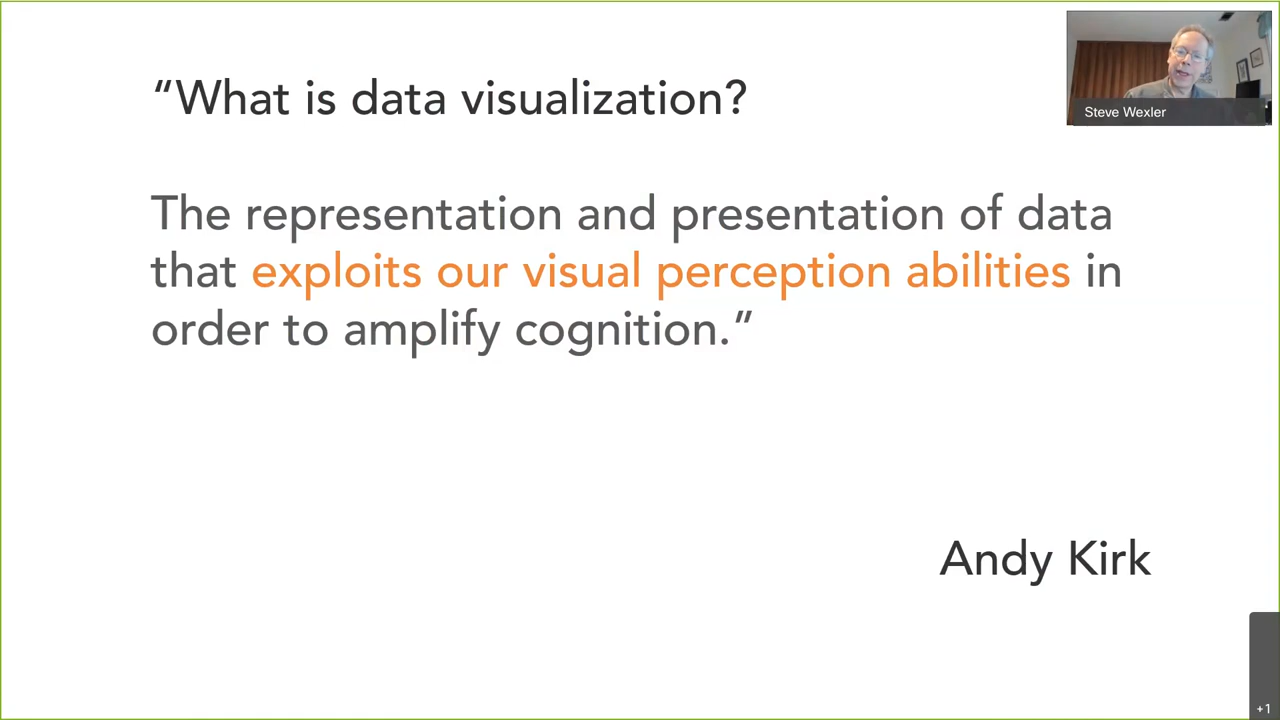 “What is data visualization?
Steve Wexler
The representation and presentation of data
that exploits our visual perception abilities in
order to amplify cognition.”
Andy Kirk
+1